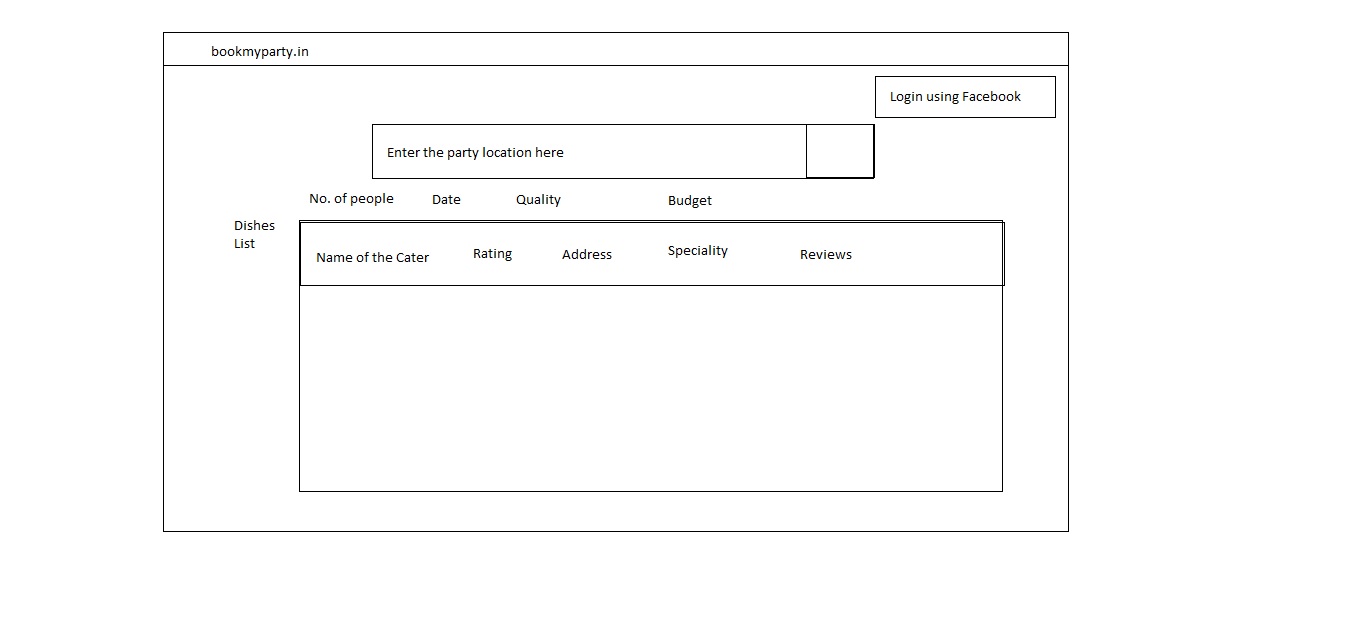 bookmyparty.in
Login using Facebook
Enter the party location here
No. of people Date Quality Budget
Dishes
List
Name of the Cater Rating Address Speciality Reviews